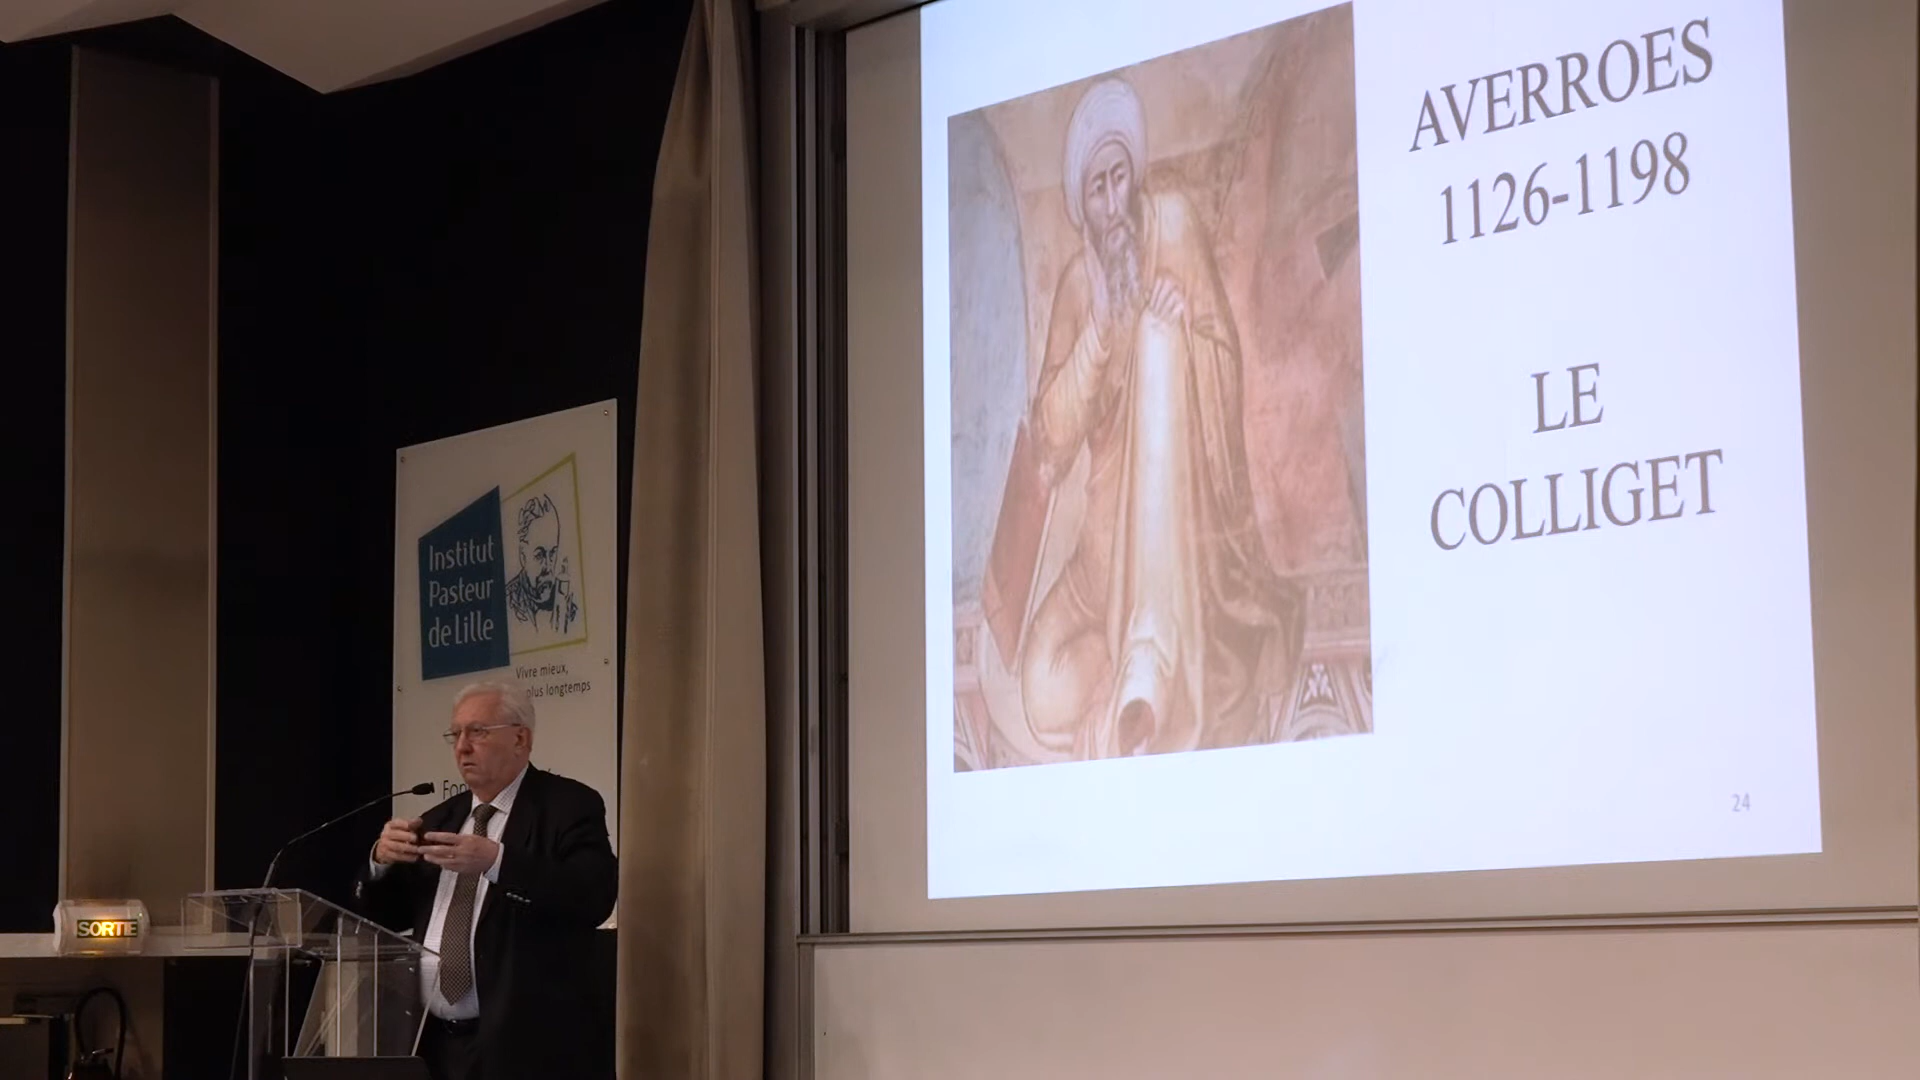 AVERROES
1126-1198
LE
COLLIGET
24
Institut
Pasteur
de Lille
Vivre mieux,
plus longtemps
SORTIE